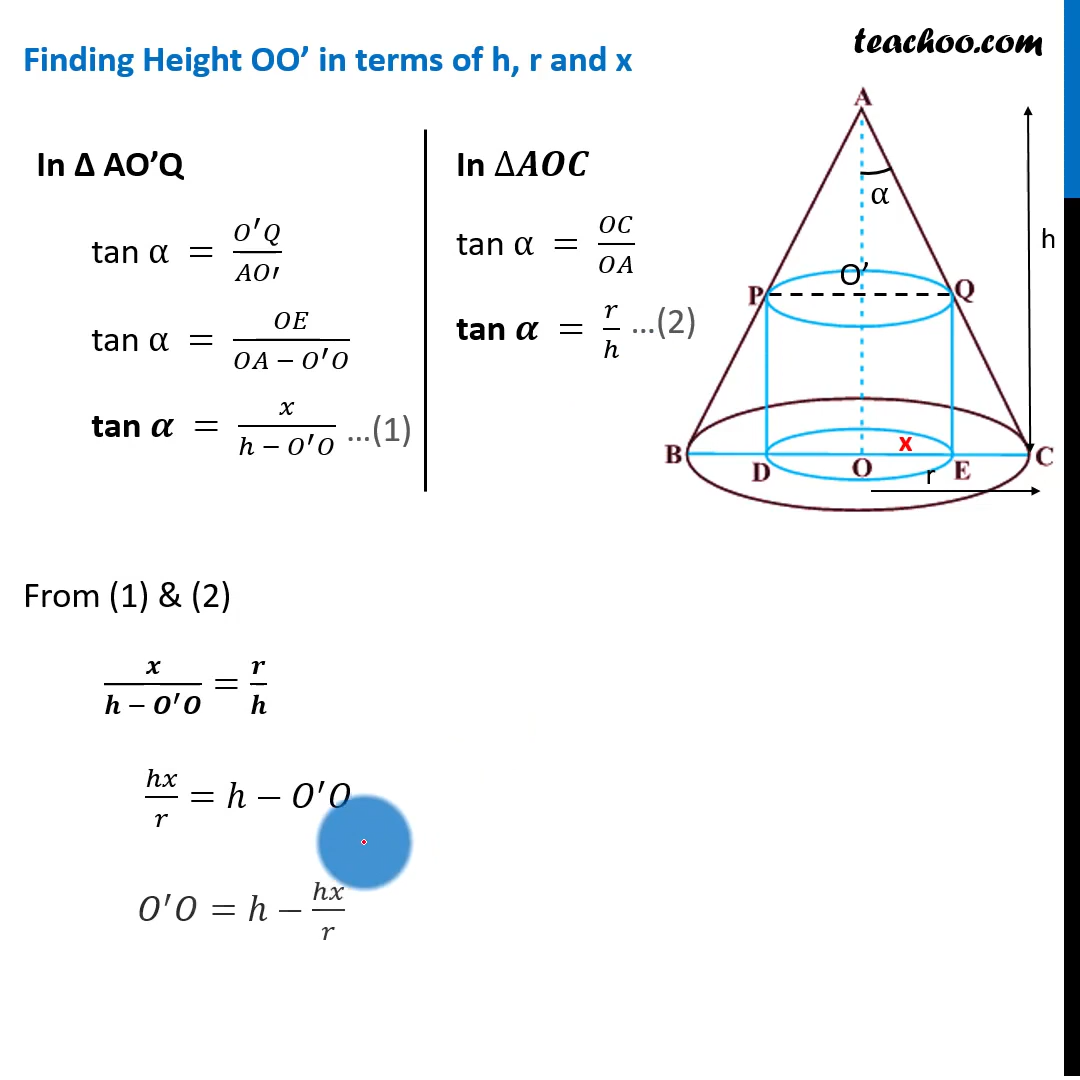 Finding Height OO’ in terms of h, r and x
teachoo.com
In Δ AO’Q
tan α = 𝑂′𝑄/𝐴𝑂′
tan α = 𝑂𝐸/(𝑂𝐴 − 𝑂′𝑂)
tan 𝜶 = 𝑥/(ℎ − 𝑂′𝑂) …(1)
In Δ𝑨𝑶𝑪
tan α = 𝑂𝐶/𝑂𝐴
tan 𝜶 = 𝑟/ℎ …(2)
A
α
h
O’
P
Q
x
B
D
O
E
C
r
From (1) & (2)
𝒙/(𝒉 − 𝑶′𝑶) = 𝒓/𝒉
ℎ𝑥/𝑟 = ℎ − 𝑂′𝑂
𝑂′𝑂 = ℎ − ℎ𝑥/𝑟